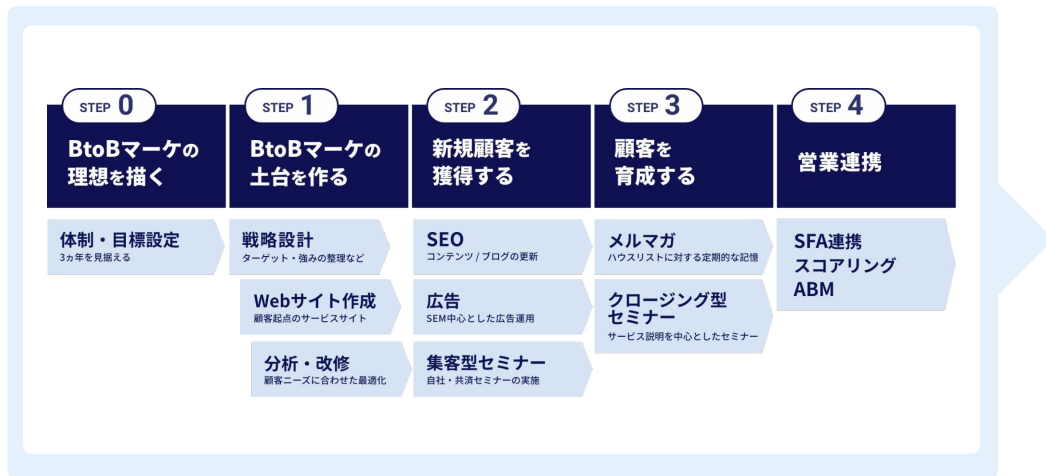 STEP 0
BtoBマーケの
理想を描く
体制・目標設定
3ヵ年を見据える
STEP 1
BtoBマーケの
土台を作る
戦略設計
ターゲット・強みの整理など
Webサイト作成
顧客起点のサービスサイト
分析・改修
顧客ニーズに合わせた最適化
STEP 2
新規顧客を
獲得する
SEO
コンテンツ / ブログの更新
広告
SEM中心とした広告運用
集客型セミナー
自社・共済セミナーの実施
STEP 3
顧客を
育成する
メルマガ
ハウスリストに対する定期的な記憶
クロージング型
セミナー
サービス説明を中心としたセミナー
STEP 4
営業連携
SFA連携
スコアリング
ABM